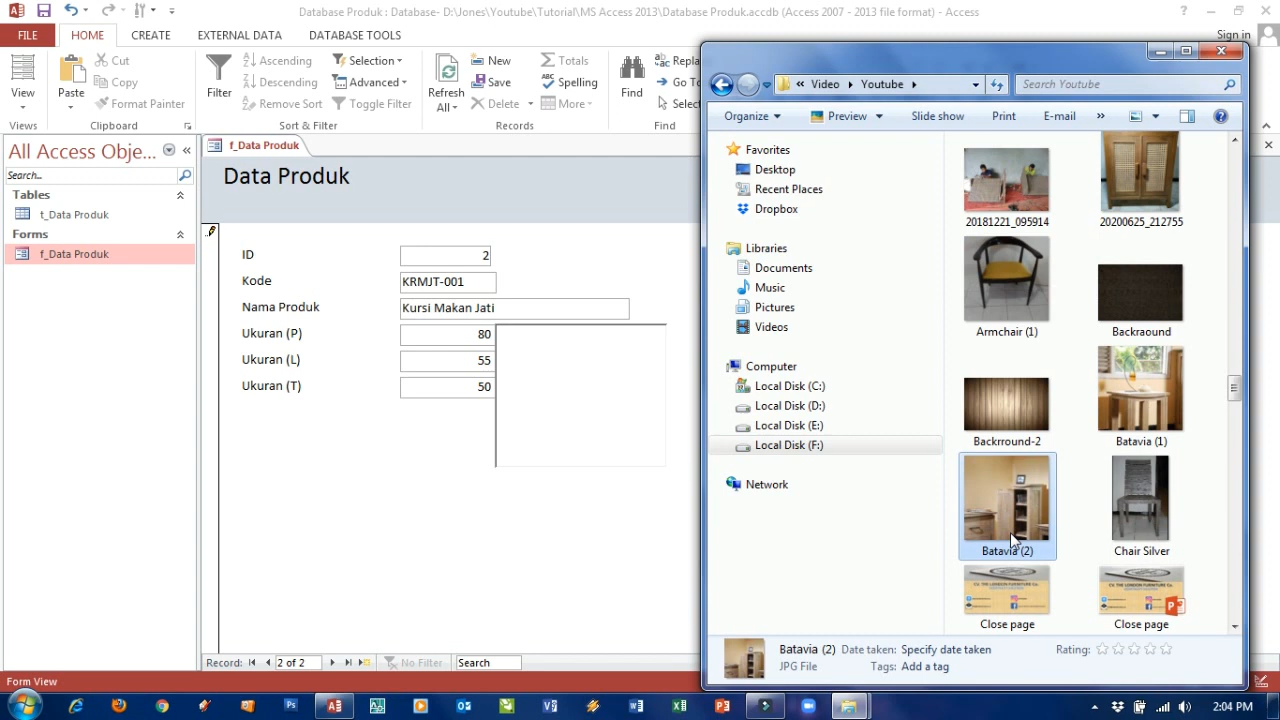 Database Produk : Database- D:\Jones\Youtube\Tutorial\MS Access 2013\Database Produk.accdb (Access 2007 - 2013 file format) - Access
Sign in
FILE HOME CREATE EXTERNAL DATA DATABASE TOOLS
View
Views
Paste
Cut
Copy
Format Painter
Clipboard
Filter
Ascending
Descending
Remove Sort
Selection
Advanced
Toggle Filter
Sort & Filter
Refresh
All
New
Save
Delete
Totals
Spelling
More
Records
Find
Go To
Find
All Access Obje...
Search...
Tables
t_Data Produk
Forms
f_Data Produk
f_Data Produk
Data Produk
ID 2
Kode KRMJT-001
Nama Produk Kursi Makan Jati
Ukuran (P) 80
Ukuran (L) 55
Ukuran (T) 50
Record: 2 of 2 No Filter Search
Form View
« Video Youtube
Search Youtube
Organize Preview Slide show Print E-mail »
Favorites
Desktop
Recent Places
Dropbox
Libraries
Documents
Music
Pictures
Videos
Computer
Local Disk (C:)
Local Disk (D:)
Local Disk (E:)
Local Disk (F:)
Network
20181221_095914 20200625_212755
Armchair (1) Backraound
Backrround-2 Batavia (1)
Batavia (2) Chair Silver
Close page Close page
Batavia (2) Date taken: Specify date taken Rating:
JPG File Tags: Add a tag
2:04 PM